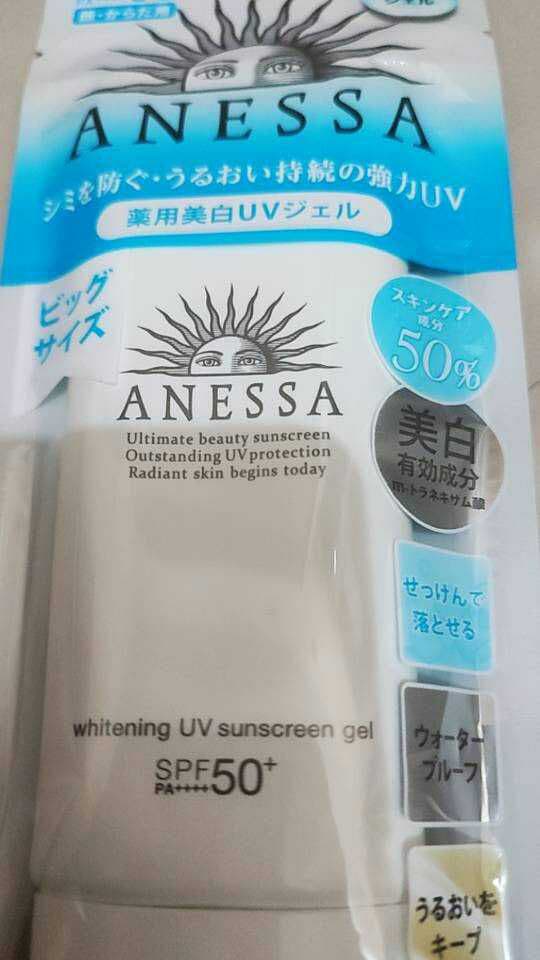 顔・からだ用
ジェル
ANESSA
シミを防ぐ・うるおい持続の強力UV
薬用美白UVジェル
ビッグ
サイズ
スキンケア
成分
50%
ANESSA
Ultimate beauty sunscreen
Outstanding UV protection
Radiant skin begins today
美白
有効成分
m-トラネキサム酸
せっけんで
落とせる
whitening UV sunscreen gel
SPF50+
PA++++
ウォーター
プルーフ
うるおいを
キープ